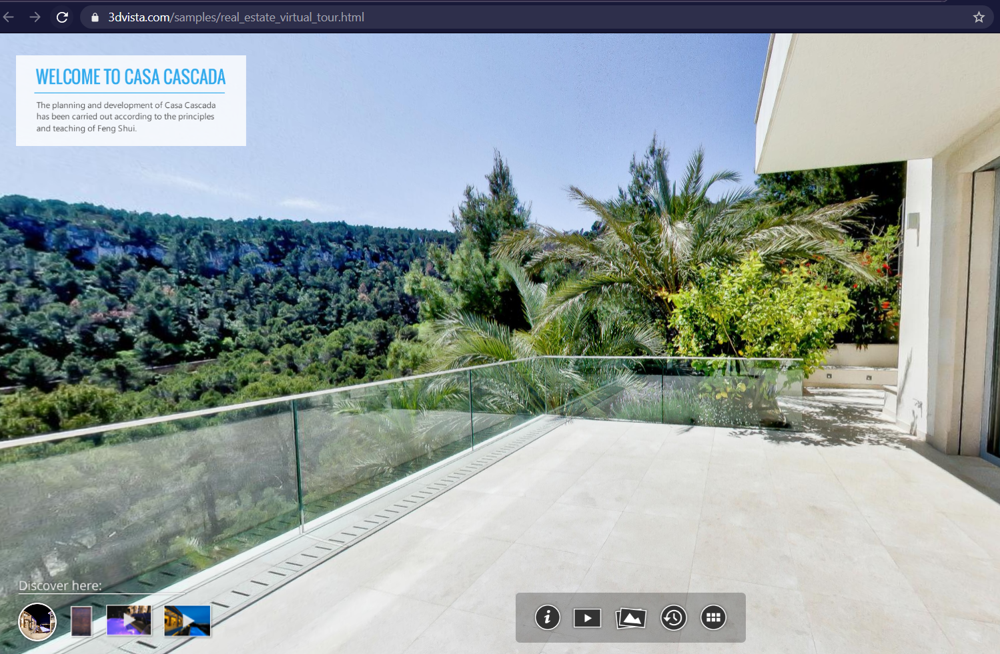 3dvista.com/samples/real_estate_virtual_tour.html
WELCOME TO CASA CASCADA
The planning and development of Casa Cascada
has been carried out according to the principles
and teaching of Feng Shui.
Discover here:
i